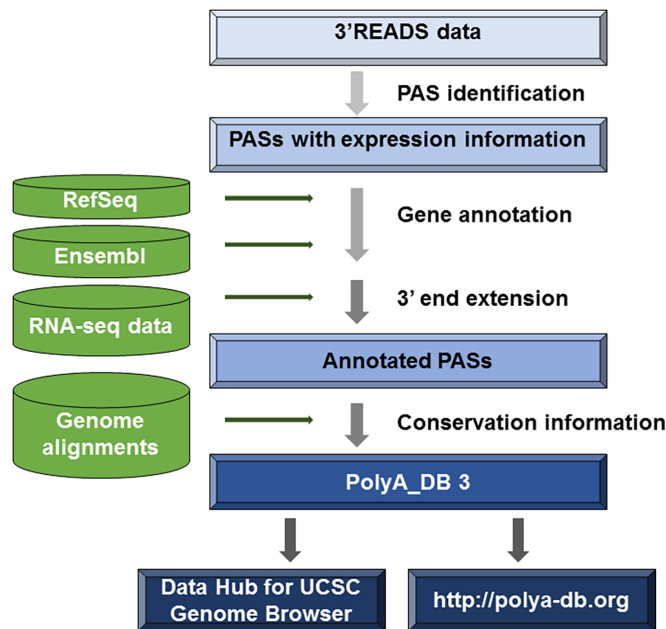 3’READS data
PAS identification
PASs with expression information
RefSeq
Gene annotation
Ensembl
3’ end extension
RNA-seq data
Annotated PASs
Genome
alignments
Conservation information
PolyA_DB 3
Data Hub for UCSC
Genome Browser
http://polya-db.org